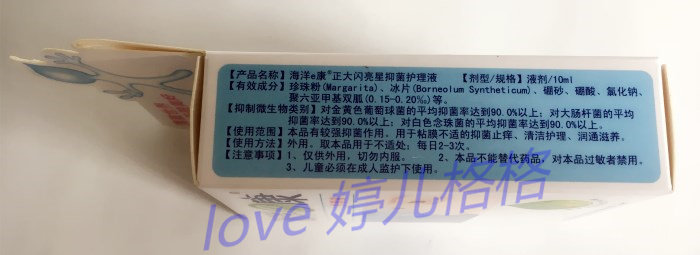 【产品名称】海洋e康®正大闪亮星抑菌护理液 【剂型/规格】液剂/10ml
【有效成分】珍珠粉(Margarita)、冰片(Borneolum Syntheticum)、硼砂、硼酸、氯化钠、
聚六亚甲基双胍(0.15-0.20‰)等。
【抑制微生物类别】对金黄色葡萄球菌的平均抑菌率达到90.0%以上；对大肠杆菌的平均
抑菌率达到90.0%以上；对白色念珠菌的平均抑菌率达到90.0%以上。
【使用范围】本品有较强抑菌作用，用于粘膜不适的抑菌止痒、清洁护理、润通滋养。
【使用方法】外用。取本品用于不适处；每日2-3次。
【注意事项】1、仅供外用，切勿内服。 2、本品不能替代药品，对本品过敏者禁用。
3、儿童必须在成人监护下使用。
love 婷儿格格